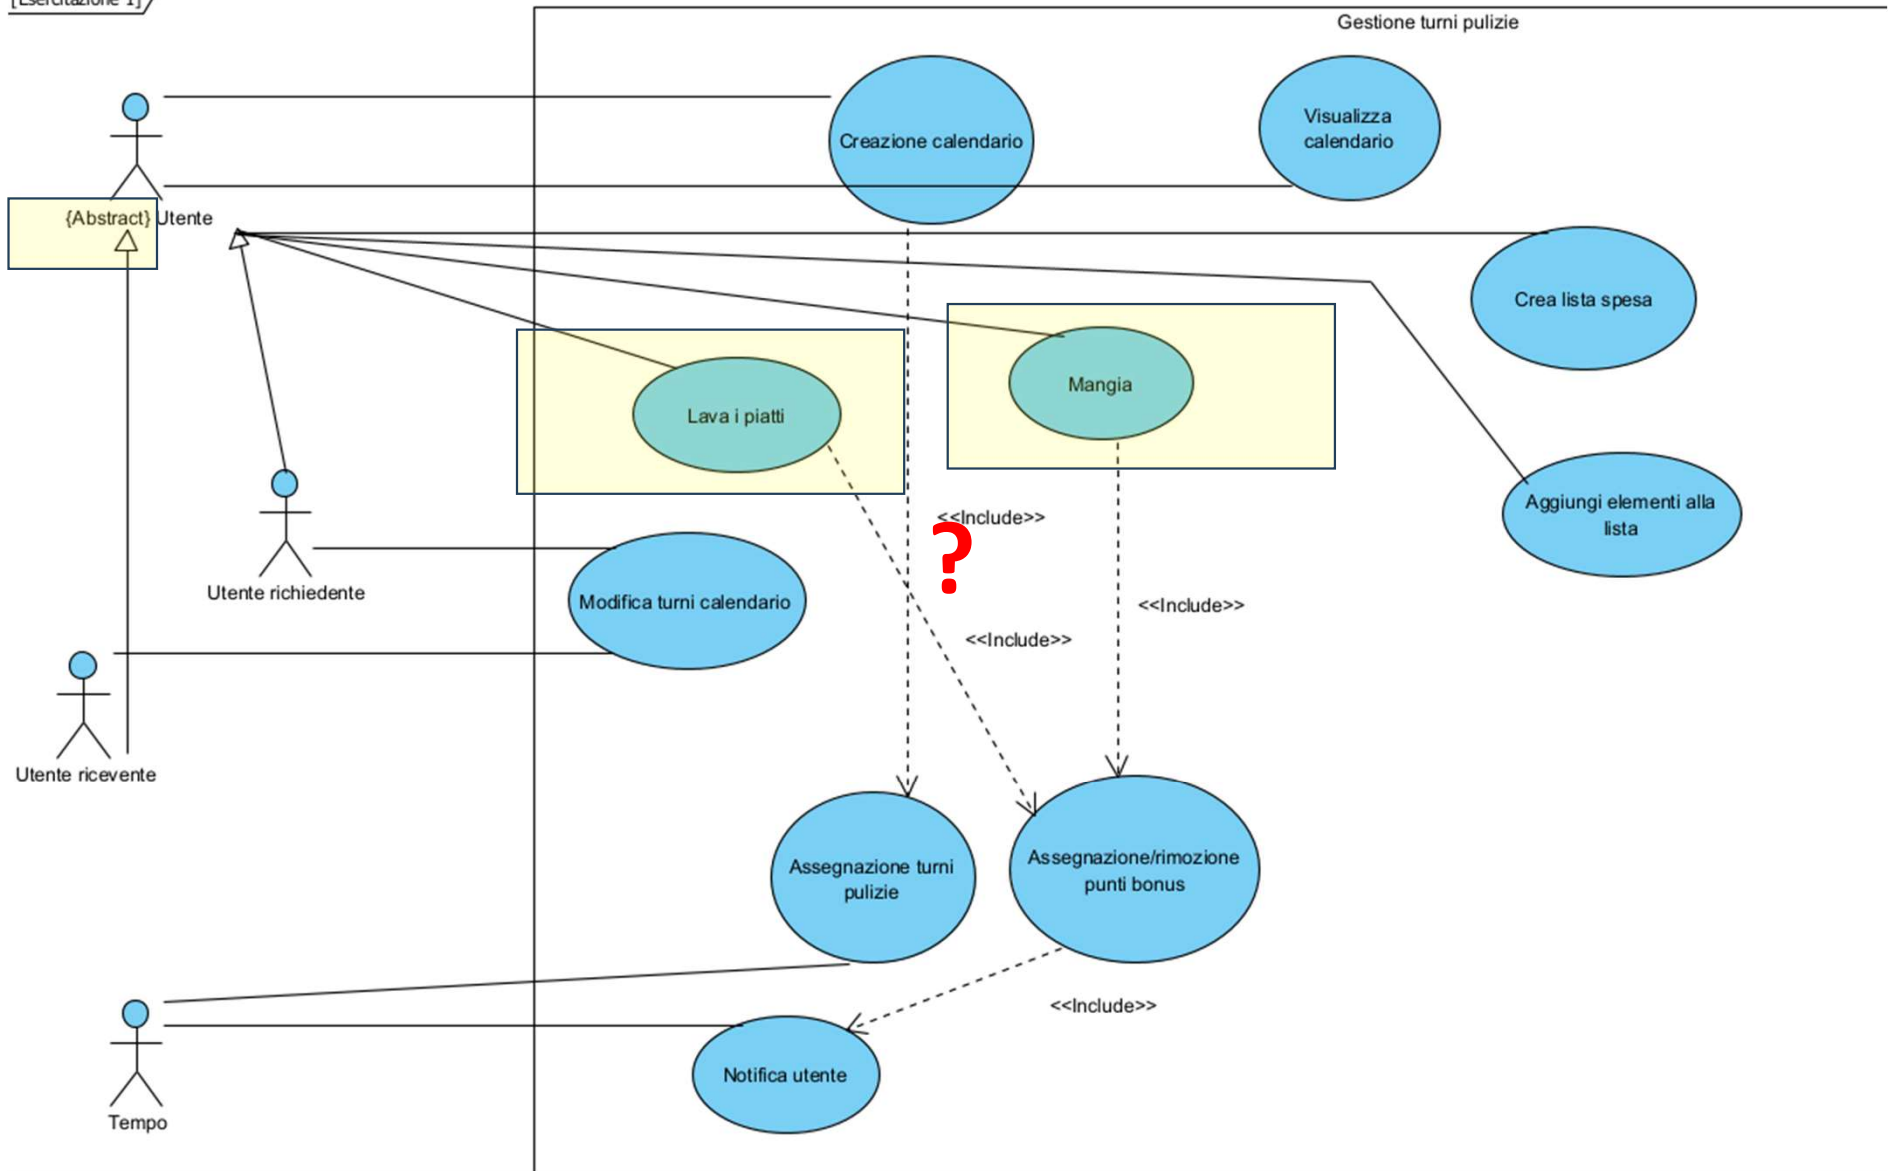 [Esercitazione 1]
Gestione turni pulizie
Creazione calendario
Visualizza
calendario
{Abstract} Utente
Crea lista spesa
Mangia
Lava i piatti
Aggiungi elementi alla
lista
<<Include>>
?
Utente richiedente
Modifica turni calendario
<<Include>>
<<Include>>
Utente ricevente
Assegnazione turni
pulizie
Assegnazione/rimozione
punti bonus
<<Include>>
Notifica utente
Tempo